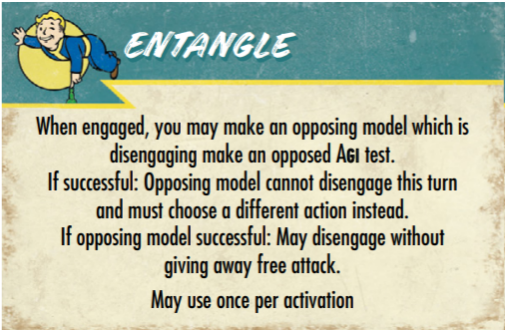 ENTANGLE
When engaged, you may make an opposing model which is
disengaging make an opposed AGI test.
If successful: Opposing model cannot disengage this turn
and must choose a different action instead.
If opposing model successful: May disengage without
giving away free attack.
May use once per activation